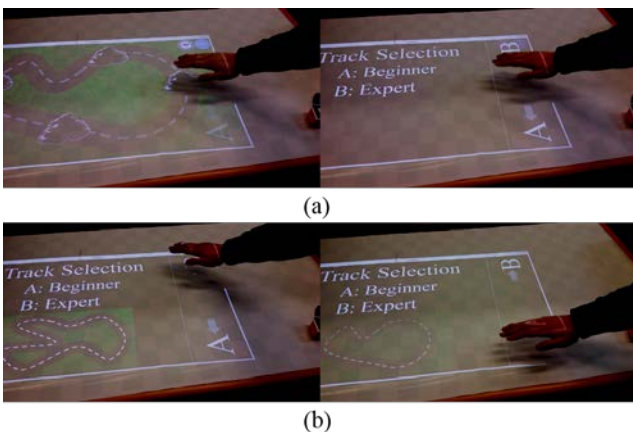 A
Track Selection
A: Beginner
B: Expert
B
A
(a)
Track Selection
A: Beginner
B: Expert
A
Track Selection
A: Beginner
B: Expert
B
(b)